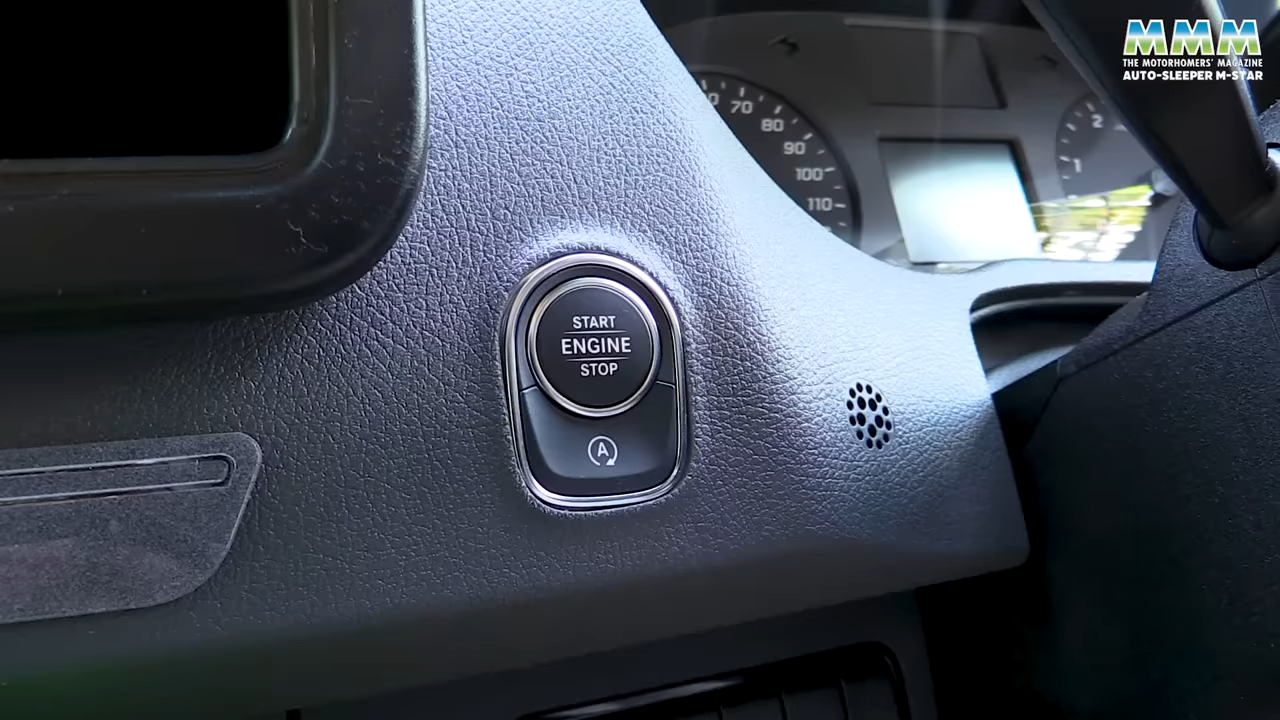 MMM
THE MOTORHOMERS' MAGAZINE
AUTO-SLEEPER M-STAR
70
80
90
100
110
2
1
START
ENGINE
STOP
A